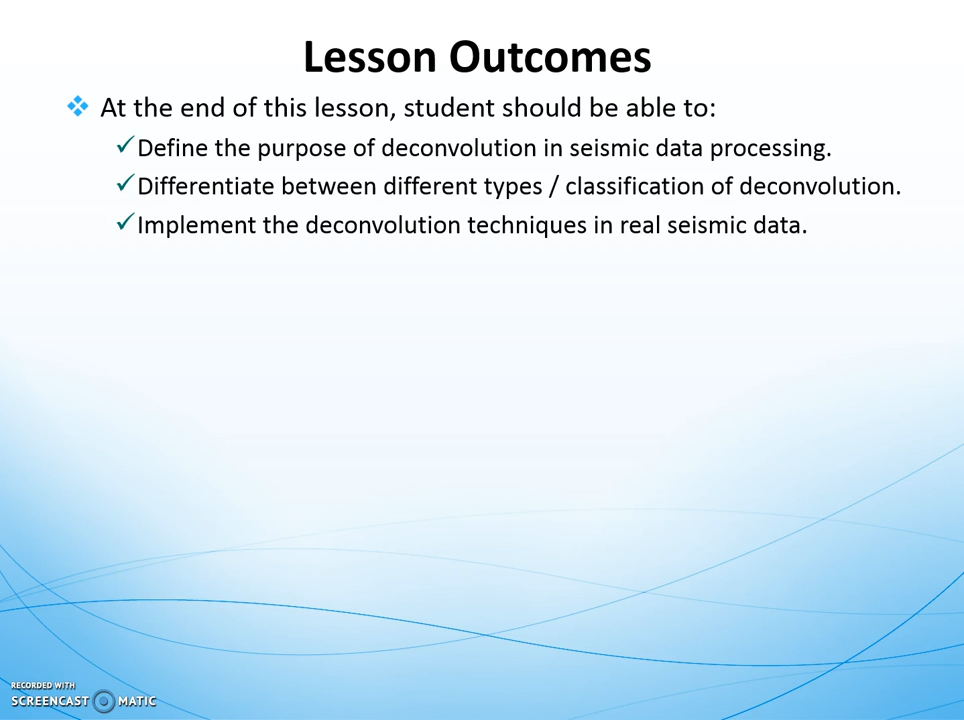 Lesson Outcomes
At the end of this lesson, student should be able to:
Define the purpose of deconvolution in seismic data processing.
Differentiate between different types / classification of deconvolution.
Implement the deconvolution techniques in real seismic data.
RECORDED WITH
SCREENCAST MATIC